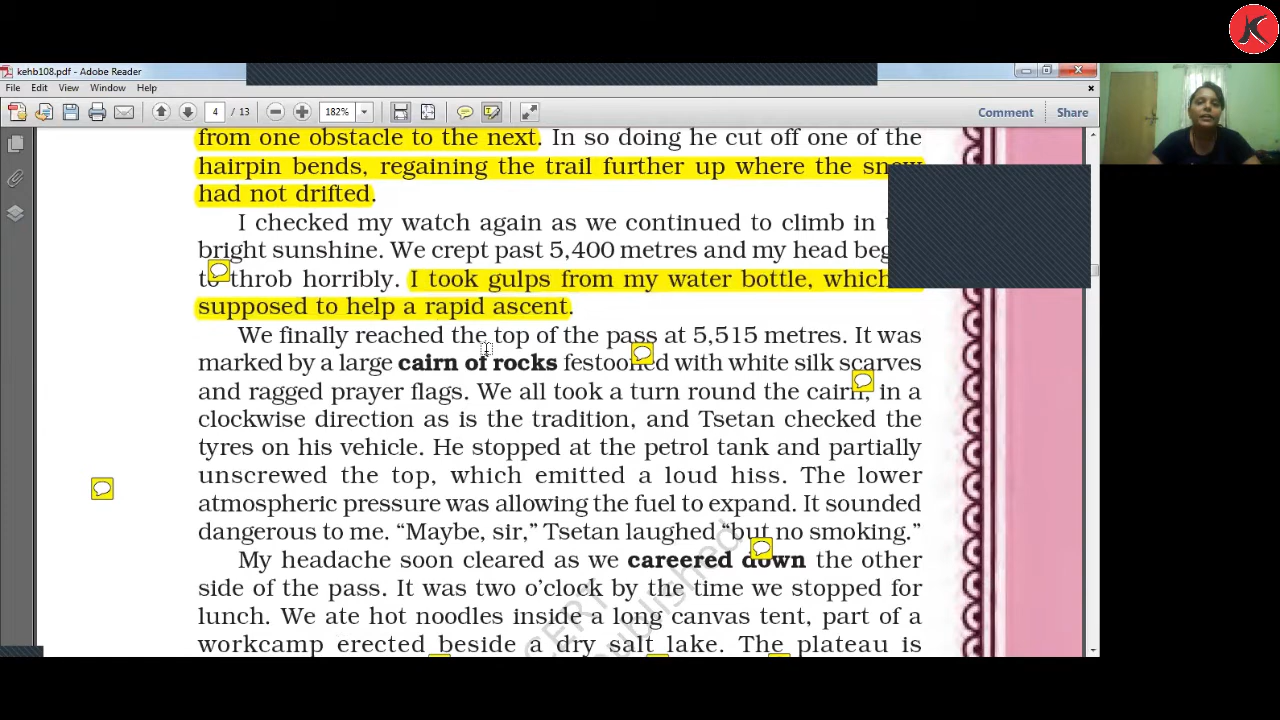 kehb108.pdf - Adobe Reader
File Edit View Window Help
4 / 13 182% Comment Share
from one obstacle to the next. In so doing he cut off one of the
hairpin bends, regaining the trail further up where the snow
had not drifted.
I checked my watch again as we continued to climb in
bright sunshine. We crept past 5,400 metres and my head
to throb horribly. I took gulps from my water bottle, which
supposed to help a rapid ascent.
We finally reached the top of the pass at 5,515 metres. It was
marked by a large cairn of rocks festooned with white silk scarves
and ragged prayer flags. We all took a turn round the cairn, in a
clockwise direction as is the tradition, and Tsetan checked the
tyres on his vehicle. He stopped at the petrol tank and partially
unscrewed the top, which emitted a loud hiss. The lower
atmospheric pressure was allowing the fuel to expand. It sounded
dangerous to me. “Maybe, sir,” Tsetan laughed “but no smoking.”
My headache soon cleared as we careered down the other
side of the pass. It was two o’clock by the time we stopped for
lunch. We ate hot noodles inside a long canvas tent, part of a
workcamp erected beside a dry salt lake. The plateau is